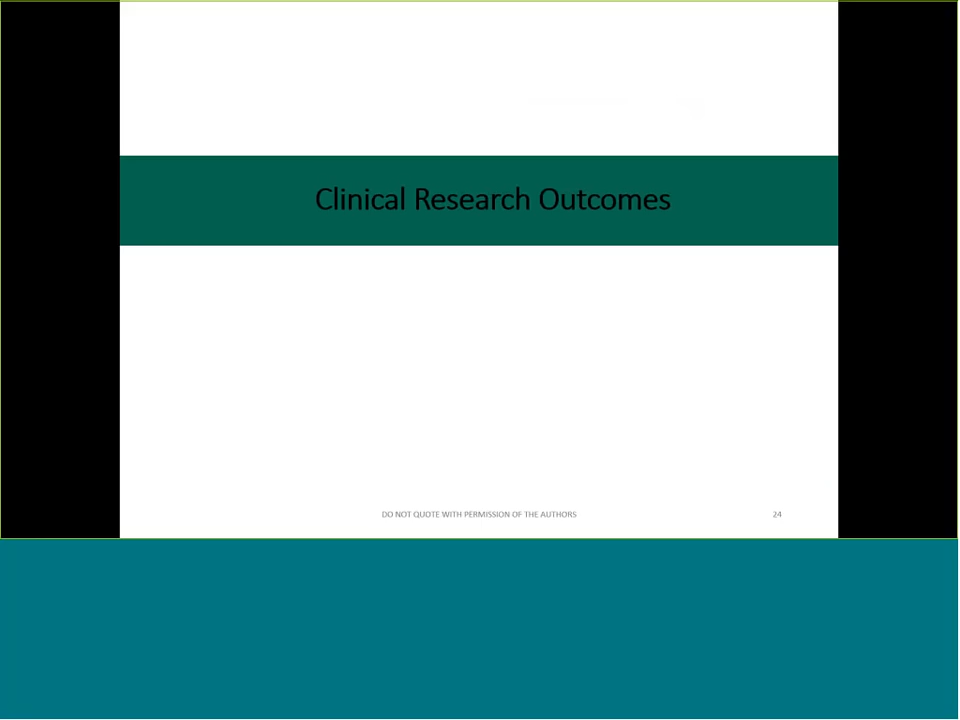 Clinical Research Outcomes
DO NOT QUOTE WITH PERMISSION OF THE AUTHORS
24